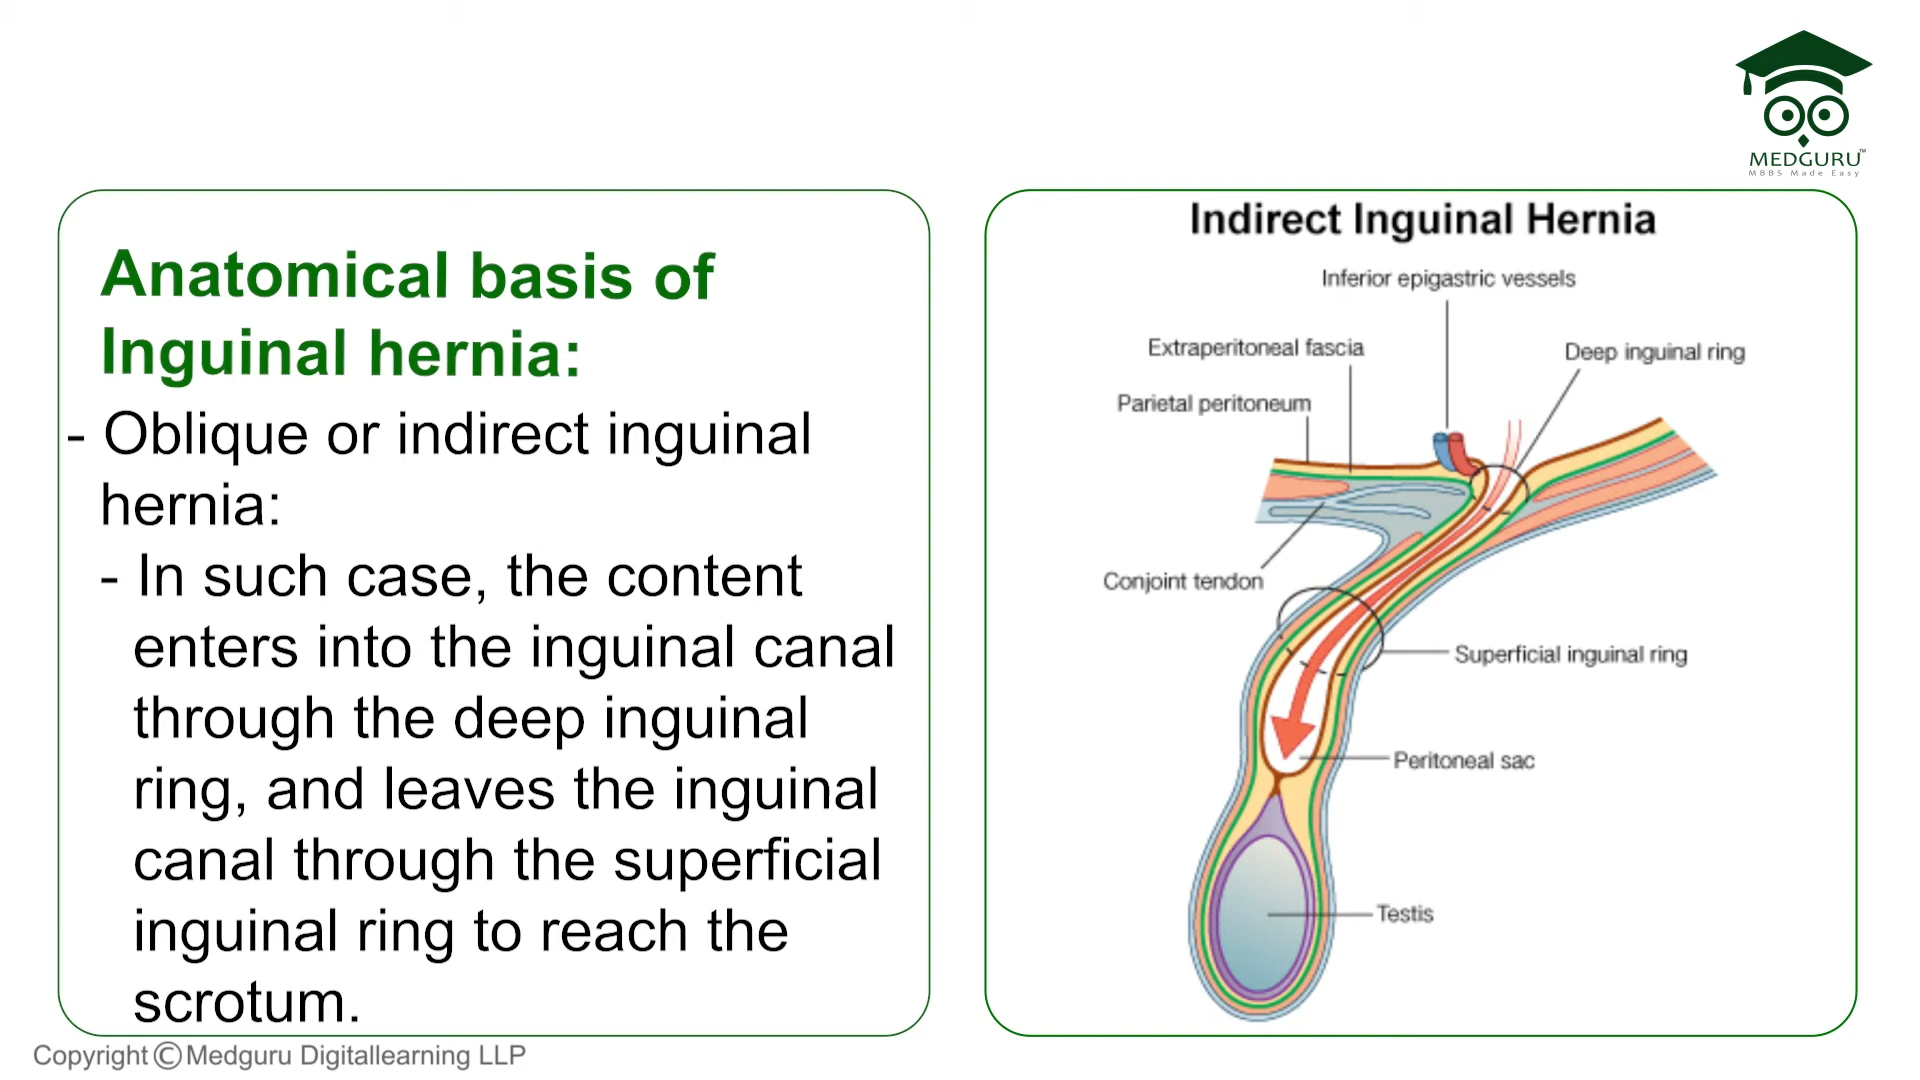 MEDGURU™
MBBS Made Easy
Anatomical basis of
Inguinal hernia:
- Oblique or indirect inguinal
hernia:
- In such case, the content
enters into the inguinal canal
through the deep inguinal
ring, and leaves the inguinal
canal through the superficial
inguinal ring to reach the
scrotum.
Indirect Inguinal Hernia
Inferior epigastric vessels
Extraperitoneal fascia
Deep inguinal ring
Parietal peritoneum
Conjoint tendon
Superficial inguinal ring
Peritoneal sac
Testis
Copyright © Medguru Digitallearning LLP